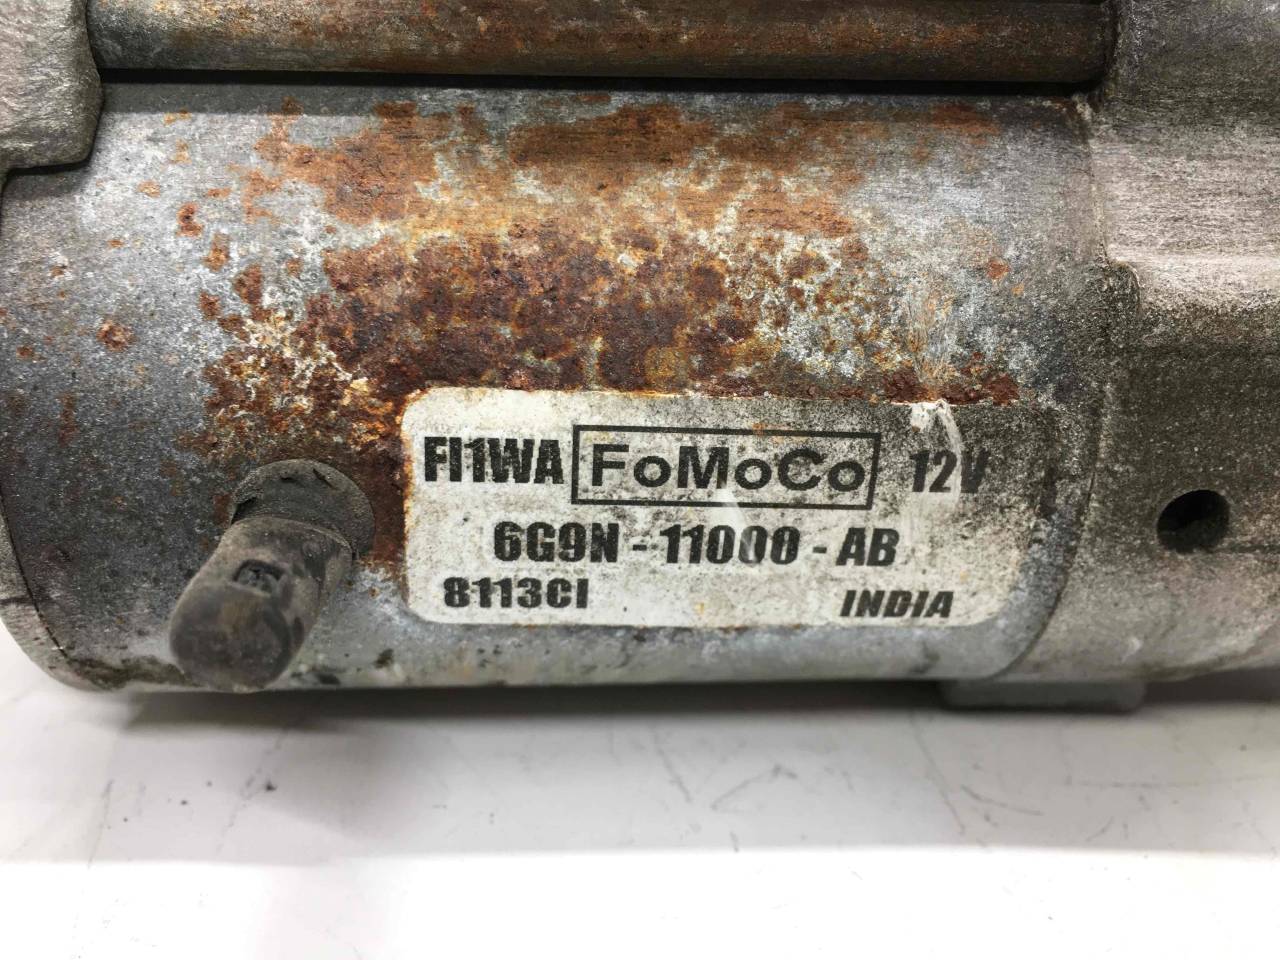 FI1WA FoMoCo 12V
6G9N - 11000 - AB
8113CI INDIA